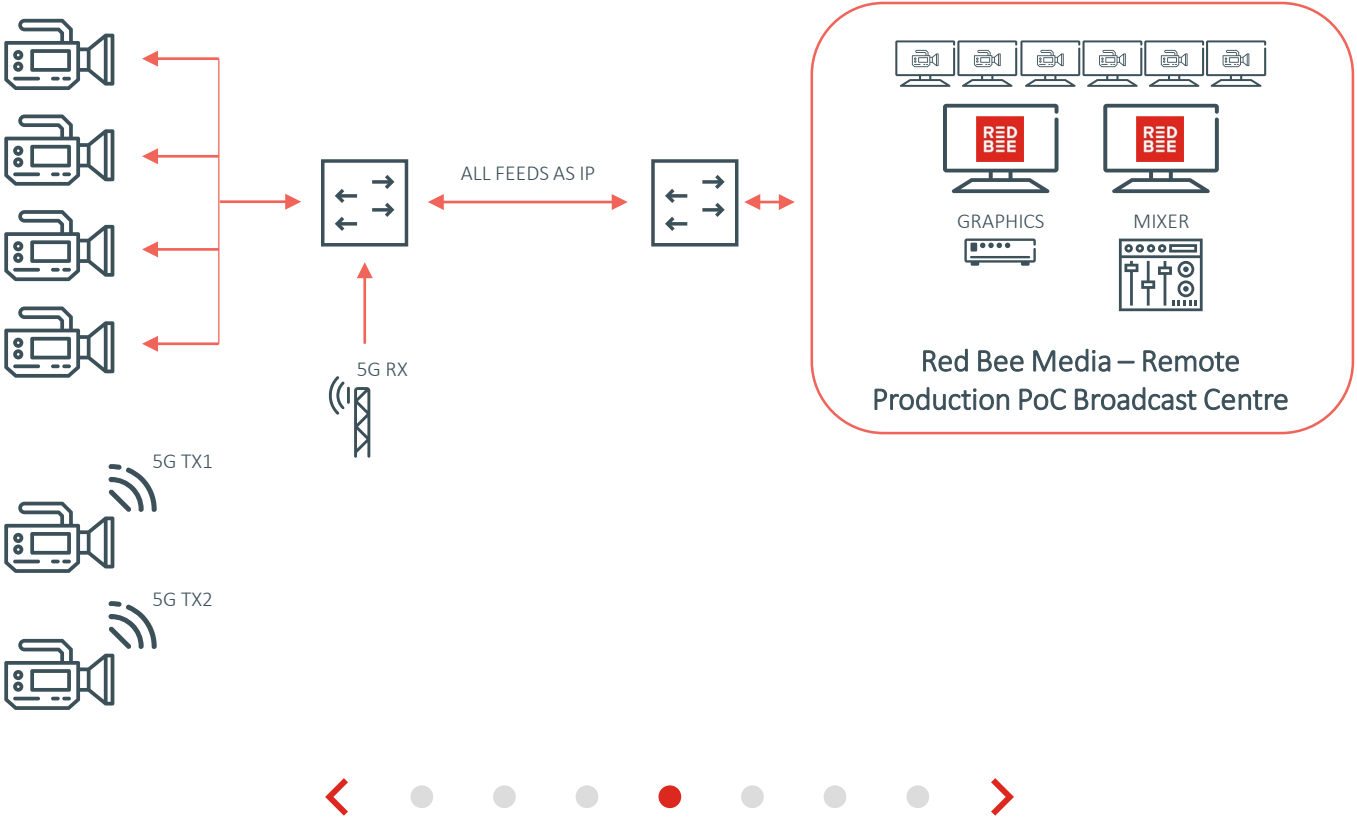 RED
BEE
RED
BEE
ALL FEEDS AS IP
GRAPHICS
MIXER
Red Bee Media – Remote
Production PoC Broadcast Centre
5G RX
5G TX1
5G TX2